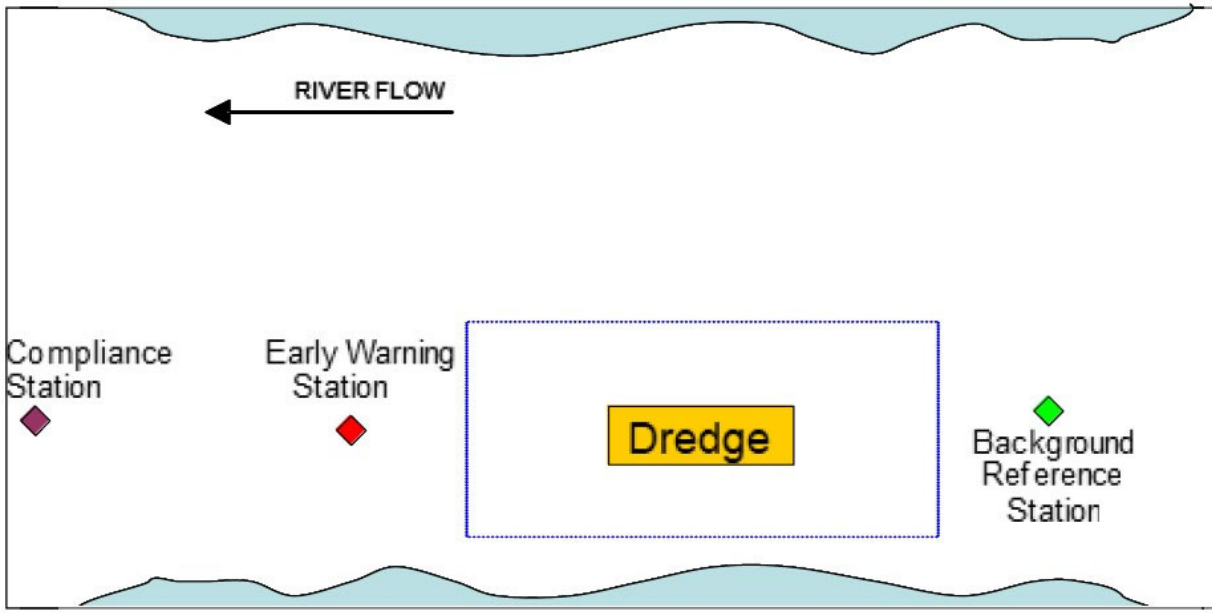 RIVER FLOW
Compliance
Station
Early Warning
Station
Dredge
Background
Reference
Station